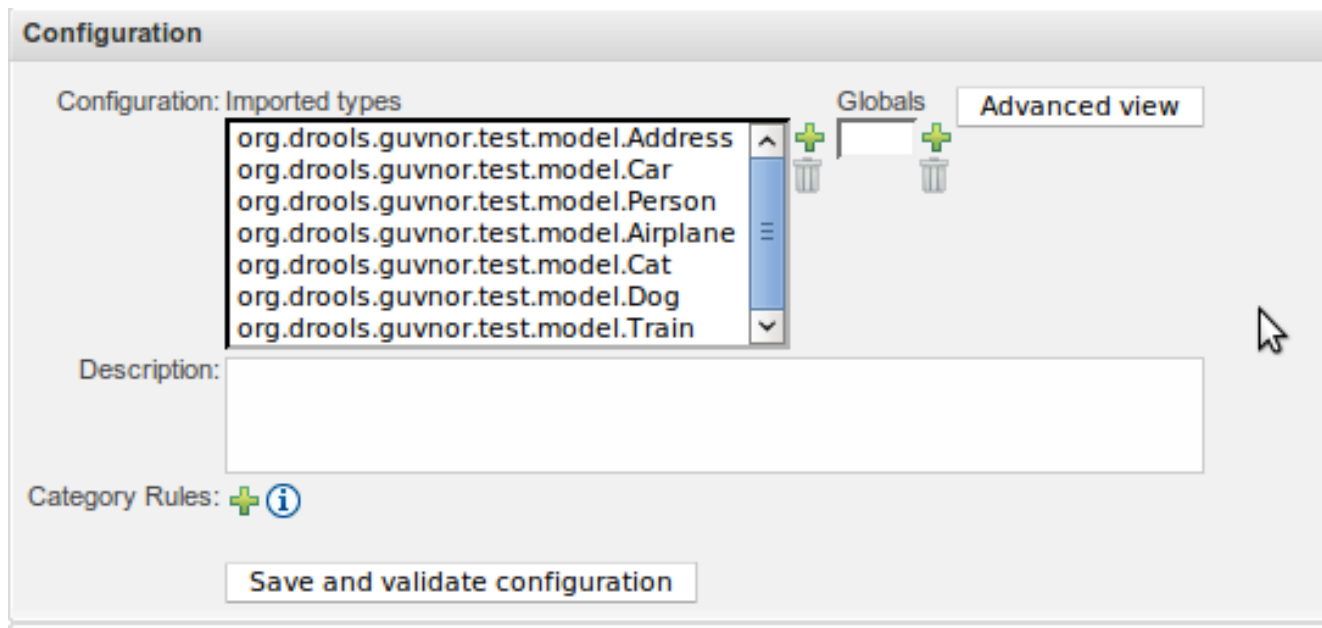 Configuration
Configuration: Imported types Globals Advanced view
org.drools.guvnor.test.model.Address
org.drools.guvnor.test.model.Car
org.drools.guvnor.test.model.Person
org.drools.guvnor.test.model.Airplane
org.drools.guvnor.test.model.Cat
org.drools.guvnor.test.model.Dog
org.drools.guvnor.test.model.Train
Description:
Category Rules:
Save and validate configuration